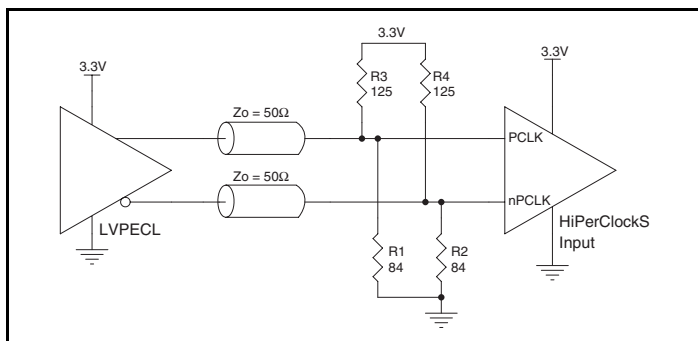 3.3V
3.3V
3.3V
R3
125
R4
125
Zo = 50Ω
PCLK
Zo = 50Ω
nPCLK
LVPECL
HiPerClockS
Input
R1
84
R2
84